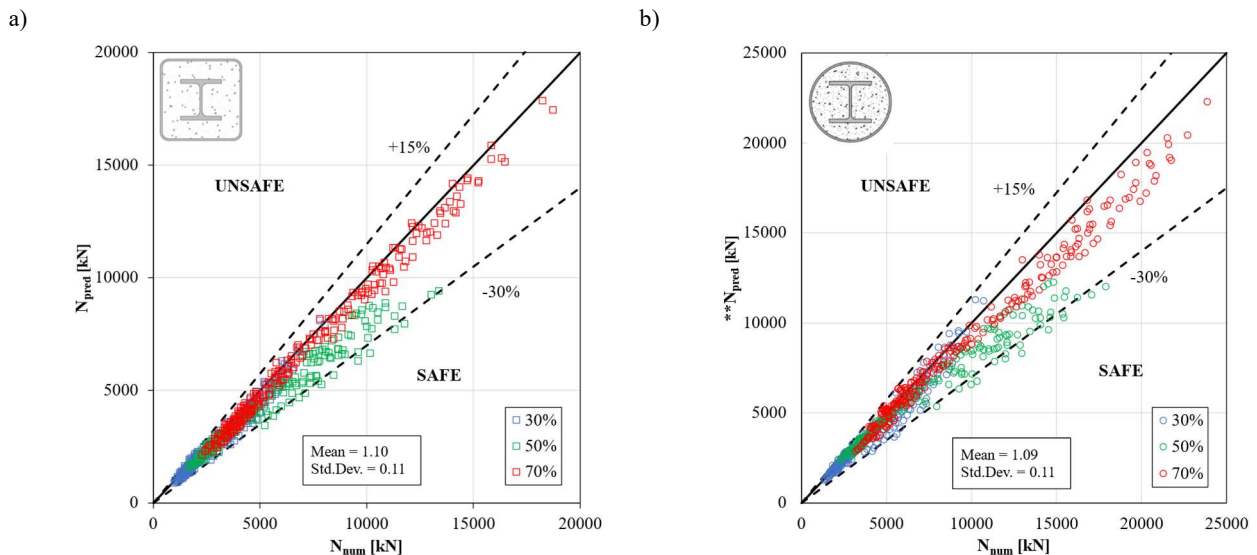 a)
20000
15000
10000
5000
0
N_pred [kN]
UNSAFE
+15%
-30%
SAFE
Mean = 1.10
Std.Dev. = 0.11
30%
50%
70%
0 5000 10000 15000 20000
N_num [kN]
b)
25000
20000
15000
10000
5000
0
**N_pred [kN]
UNSAFE
+15%
-30%
SAFE
Mean = 1.09
Std.Dev. = 0.11
30%
50%
70%
0 5000 10000 15000 20000 25000
N_num [kN]